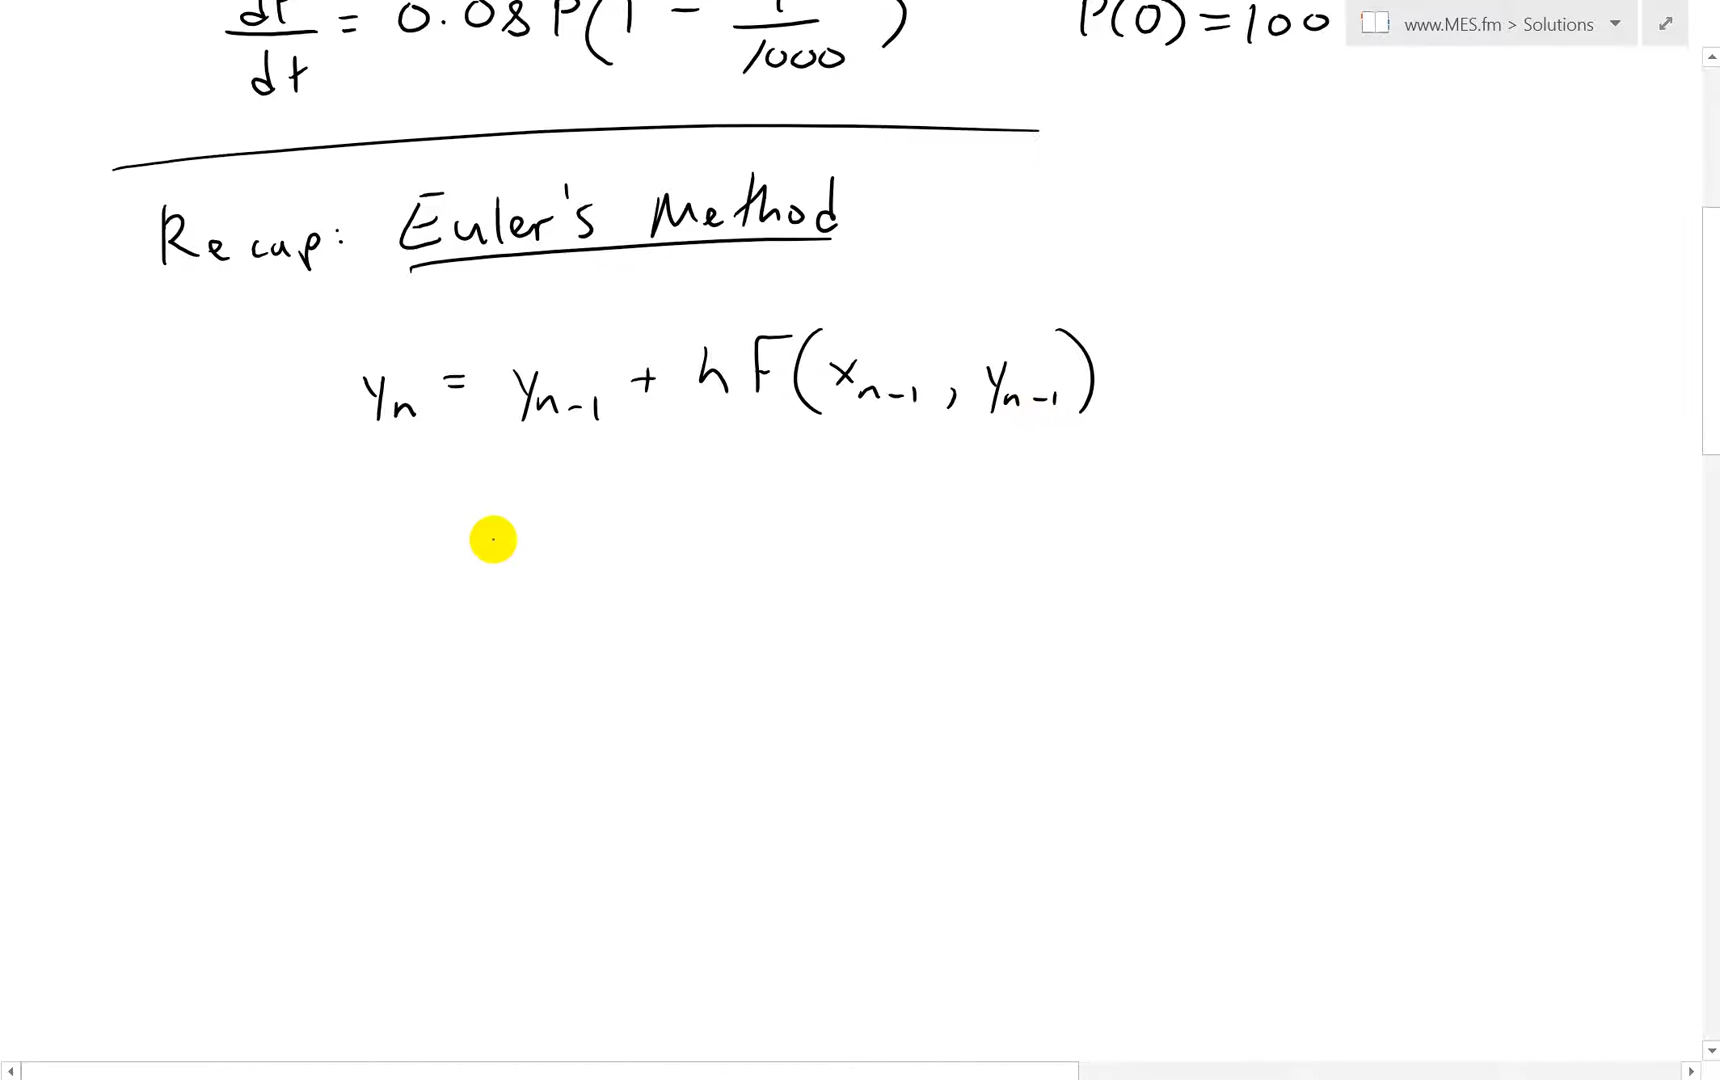 dP/dt = 0.08P(1 - P/1000) P(0) = 100
www.MES.fm > Solutions
Recap: Euler's Method
yₙ = yₙ₋₁ + hF(xₙ₋₁, yₙ₋₁)